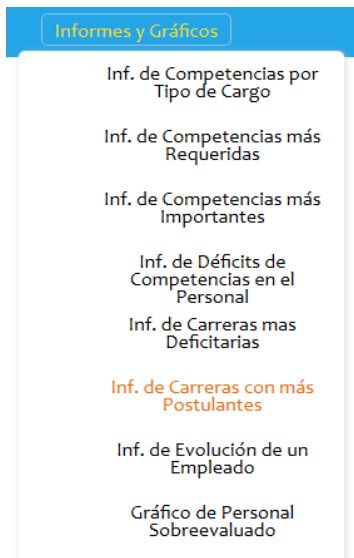 Informes y Gráficos
Inf. de Competencias por
Tipo de Cargo
Inf. de Competencias más
Requeridas
Inf. de Competencias más
Importantes
Inf. de Déficits de
Competencias en el
Personal
Inf. de Carreras mas
Deficitarias
Inf. de Carreras con más
Postulantes
Inf. de Evolución de un
Empleado
Gráfico de Personal
Sobreevaluado